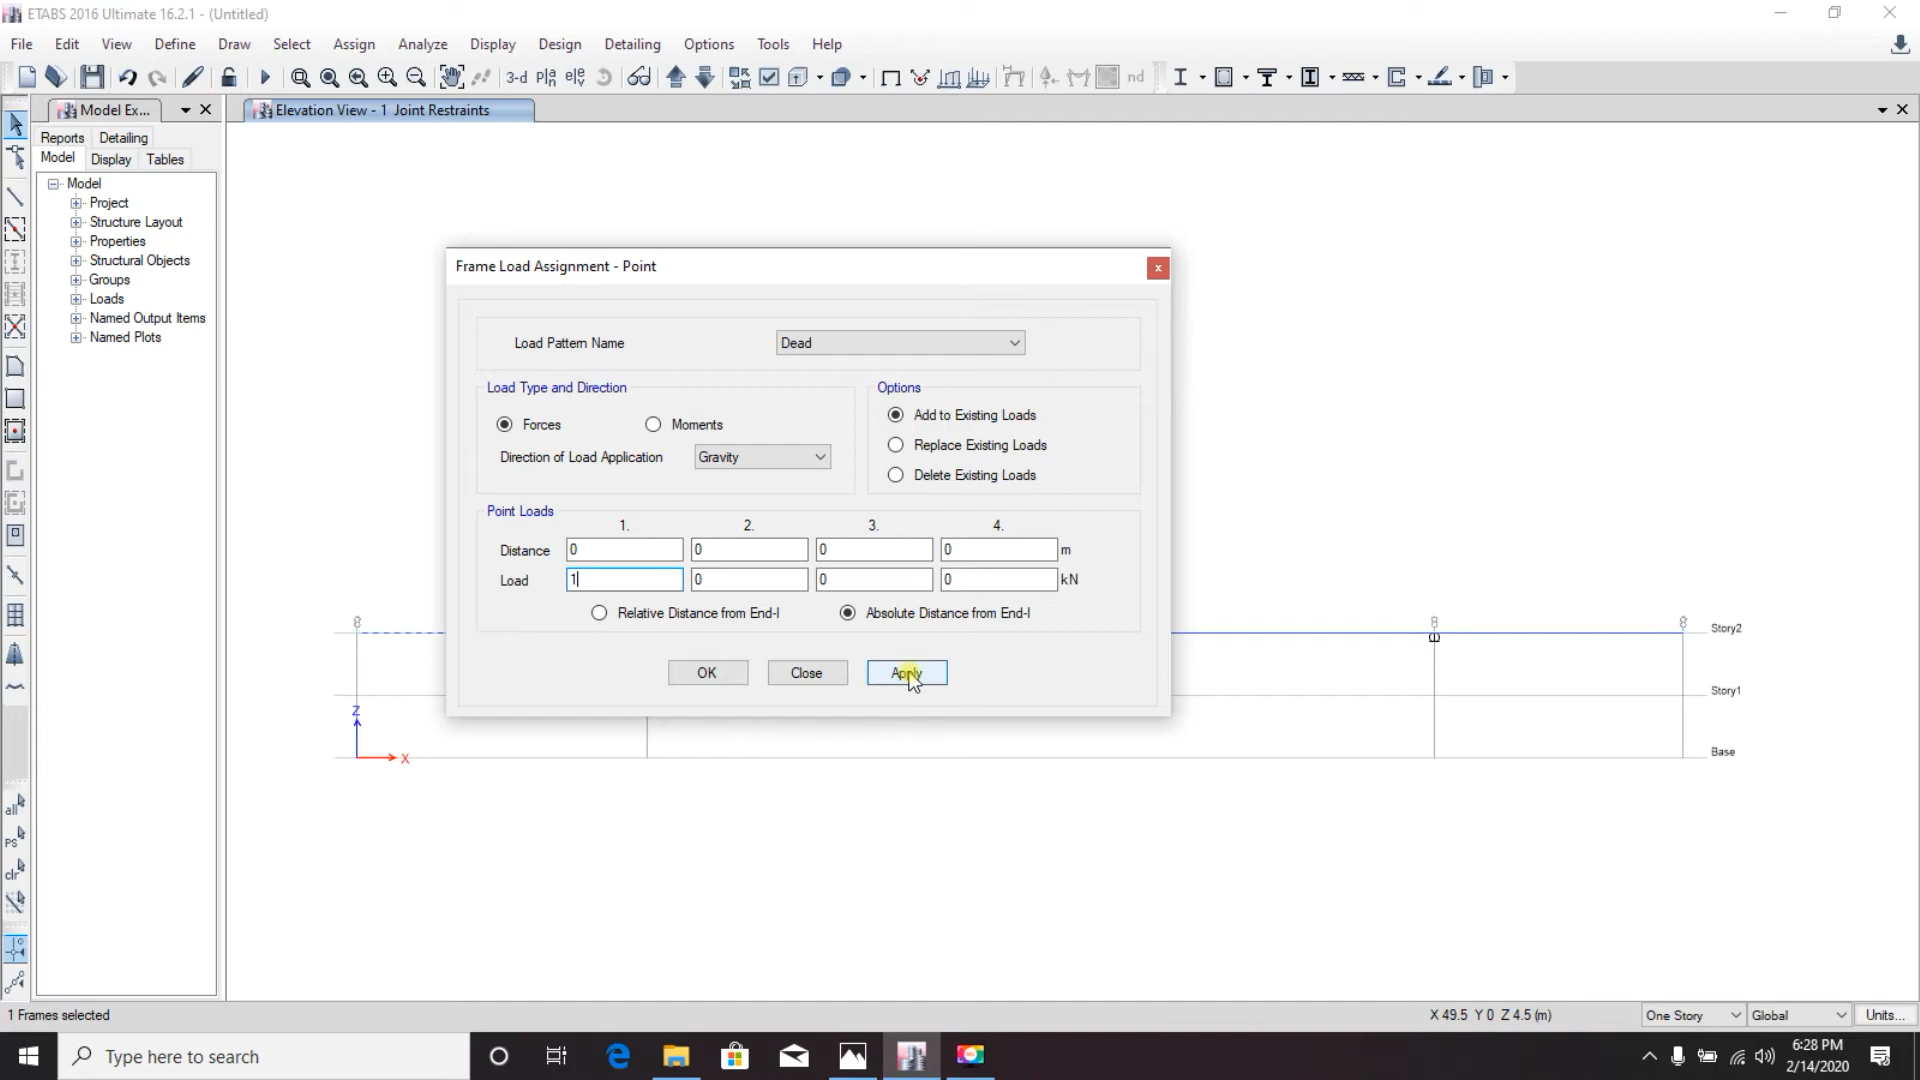 ETABS 2016 Ultimate 16.2.1 - (Untitled)
File Edit View Define Draw Select Assign Analyze Display Design Detailing Options Tools Help
3-d Pl∩ el℮ nd
Model Ex...
Elevation View - 1 Joint Restraints
Reports Detailing
Model Display Tables
Model
Project
Structure Layout
Properties
Structural Objects
Groups
Loads
Named Output Items
Named Plots
Frame Load Assignment - Point
x
Load Pattern Name Dead
Load Type and Direction
Options
Forces Moments
Add to Existing Loads
Direction of Load Application Gravity
Replace Existing Loads
Delete Existing Loads
Point Loads
1. 2. 3. 4.
Distance 0 0 0 0 m
Load 1 0 0 0 kN
Relative Distance from End-I Absolute Distance from End-I
OK Close Apply
Story2
Story1
Base
Z
X
all
PS
clr
1 Frames selected
X 49.5 Y 0 Z 4.5 (m)
One Story Global Units...
Type here to search
6:28 PM
2/14/2020